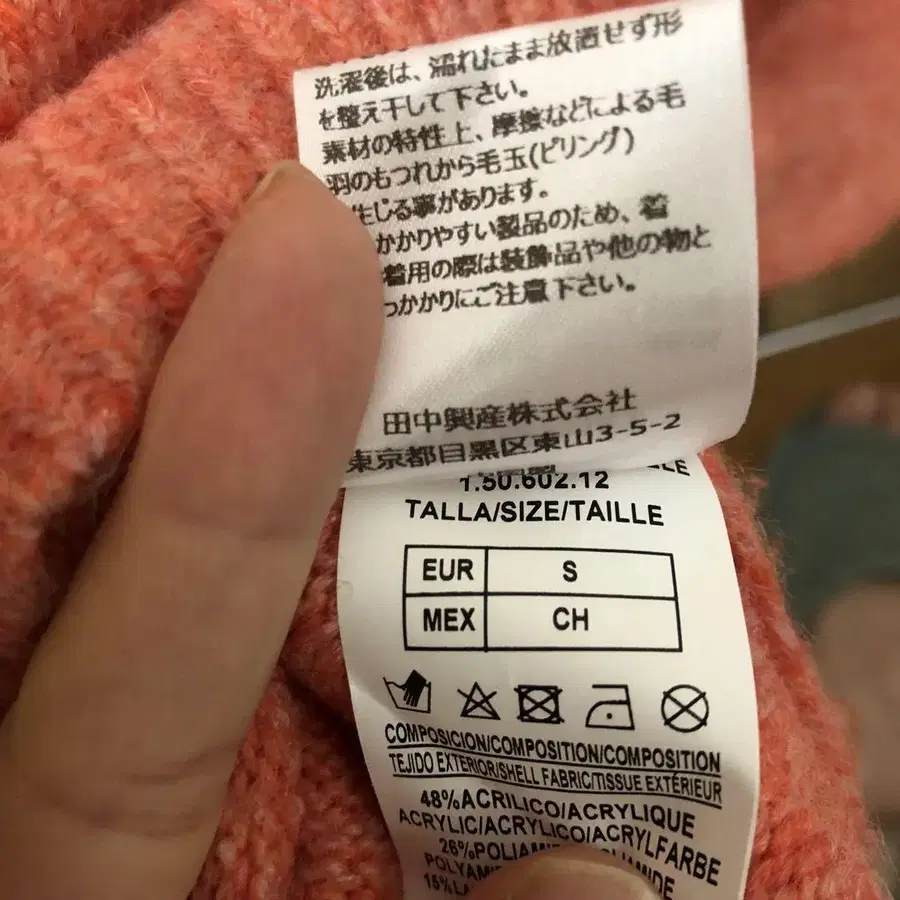 洗濯後は、濡れたまま放置せず形
を整え干して下さい。
素材の特性上、摩擦などによる毛
羽のもつれから毛玉(ピリング)
生じる事があります。
かかりやすい製品のため、着
着用の際は装飾品や他の物と
っかかりにご注意下さい。
田中興産株式会社
東京都目黒区東山3-5-2
1.50.602.12
TALLA/SIZE/TAILLE
EUR S
MEX CH
COMPOSICION/COMPOSITION/COMPOSITION
TEJIDO EXTERIOR/SHELL FABRIC/TISSUE EXTÉRIEUR
48%ACRILICO/ACRYLIQUE
ACRYLIC/ACRYLICO/ACRYLFARBE
26%POLIAMI
POLYAM